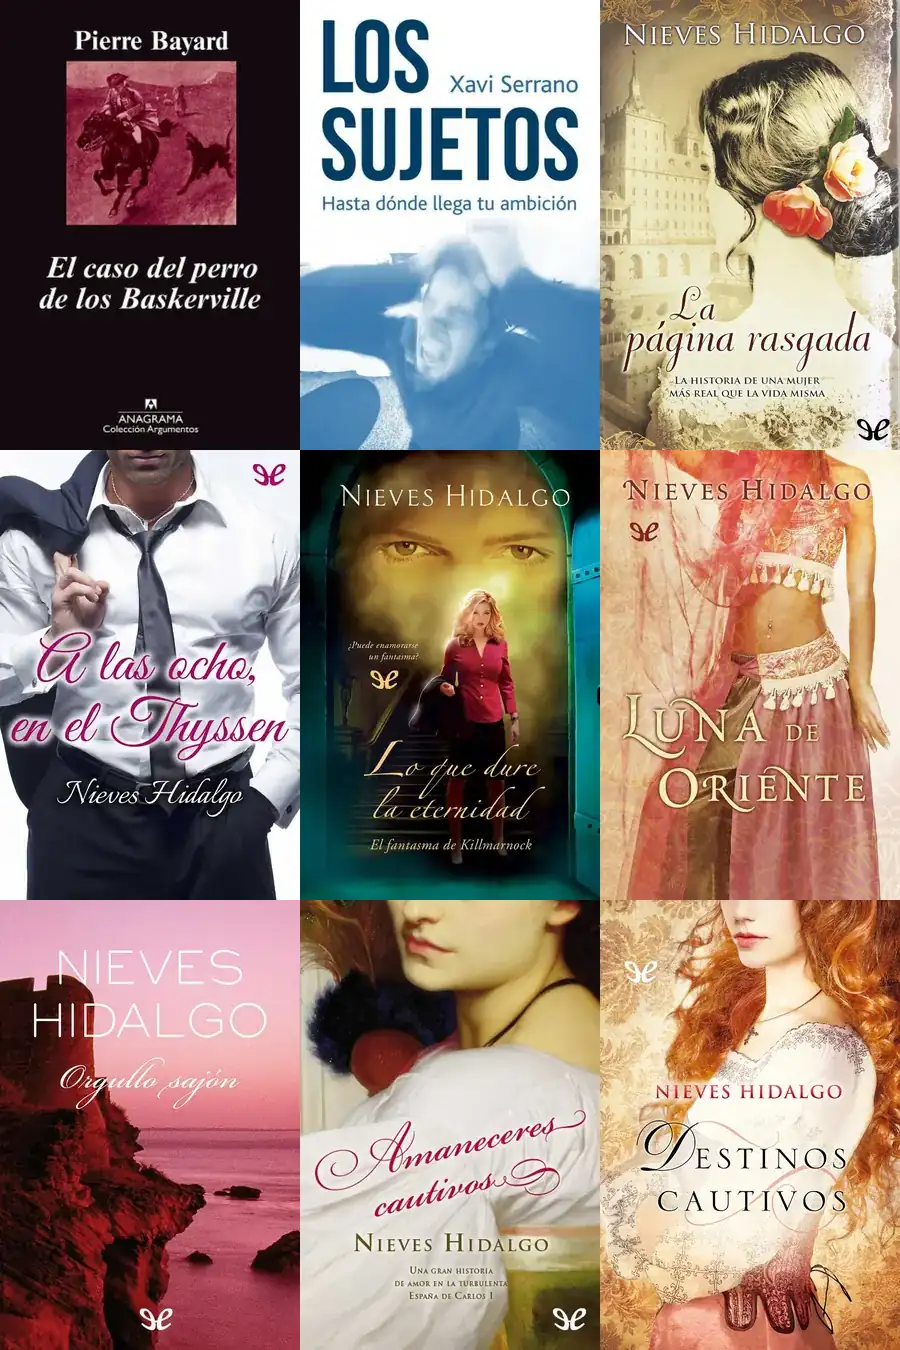 Pierre Bayard
El caso del perro
de los Baskerville
ANAGRAMA
Colección Argumentos
LOS
Xavi Serrano
SUJETOS
Hasta dónde llega tu ambición
NIEVES HIDALGO
La
página rasgada
LA HISTORIA DE UNA MUJER
MÁS REAL QUE LA VIDA MISMA
A las ocho,
en el Thyssen
Nieves Hidalgo
NIEVES HIDALGO
¿Puede enamorarse
un fantasma?
Lo que dure
la eternidad
El fantasma de Killmarnock
NIEVES HIDALGO
LUNA DE
ORIENTE
NIEVES
HIDALGO
Orgullo sajón
Amaneceres
cautivos
NIEVES HIDALGO
UNA GRAN HISTORIA
DE AMOR EN LA TURBULENTA
ESPAÑA DE CARLOS I
NIEVES HIDALGO
DESTINOS
CAUTIVOS